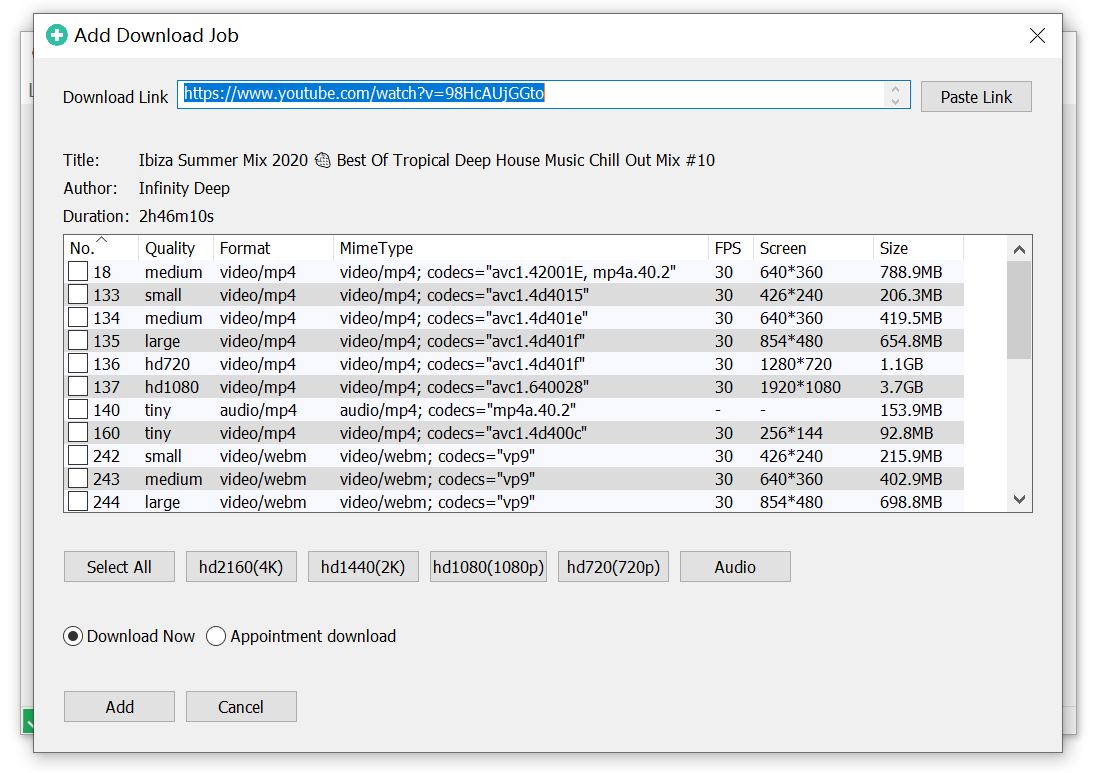 Add Download Job
Download Link https://www.youtube.com/watch?v=98HcAUjGGto Paste Link
Title: Ibiza Summer Mix 2020 🍨 Best Of Tropical Deep House Music Chill Out Mix #10
Author: Infinity Deep
Duration: 2h46m10s
No. Quality Format MimeType FPS Screen Size
18 medium video/mp4 video/mp4; codecs="avc1.42001E, mp4a.40.2" 30 640*360 788.9MB
133 small video/mp4 video/mp4; codecs="avc1.4d4015" 30 426*240 206.3MB
134 medium video/mp4 video/mp4; codecs="avc1.4d401e" 30 640*360 419.5MB
135 large video/mp4 video/mp4; codecs="avc1.4d401f" 30 854*480 654.8MB
136 hd720 video/mp4 video/mp4; codecs="avc1.4d401f" 30 1280*720 1.1GB
137 hd1080 video/mp4 video/mp4; codecs="avc1.640028" 30 1920*1080 3.7GB
140 tiny audio/mp4 audio/mp4; codecs="mp4a.40.2" - - 153.9MB
160 tiny video/mp4 video/mp4; codecs="avc1.4d400c" 30 256*144 92.8MB
242 small video/webm video/webm; codecs="vp9" 30 426*240 215.9MB
243 medium video/webm video/webm; codecs="vp9" 30 640*360 402.9MB
244 large video/webm video/webm; codecs="vp9" 30 854*480 698.8MB
Select All hd2160(4K) hd1440(2K) hd1080(1080p) hd720(720p) Audio
Download Now Appointment download
Add Cancel